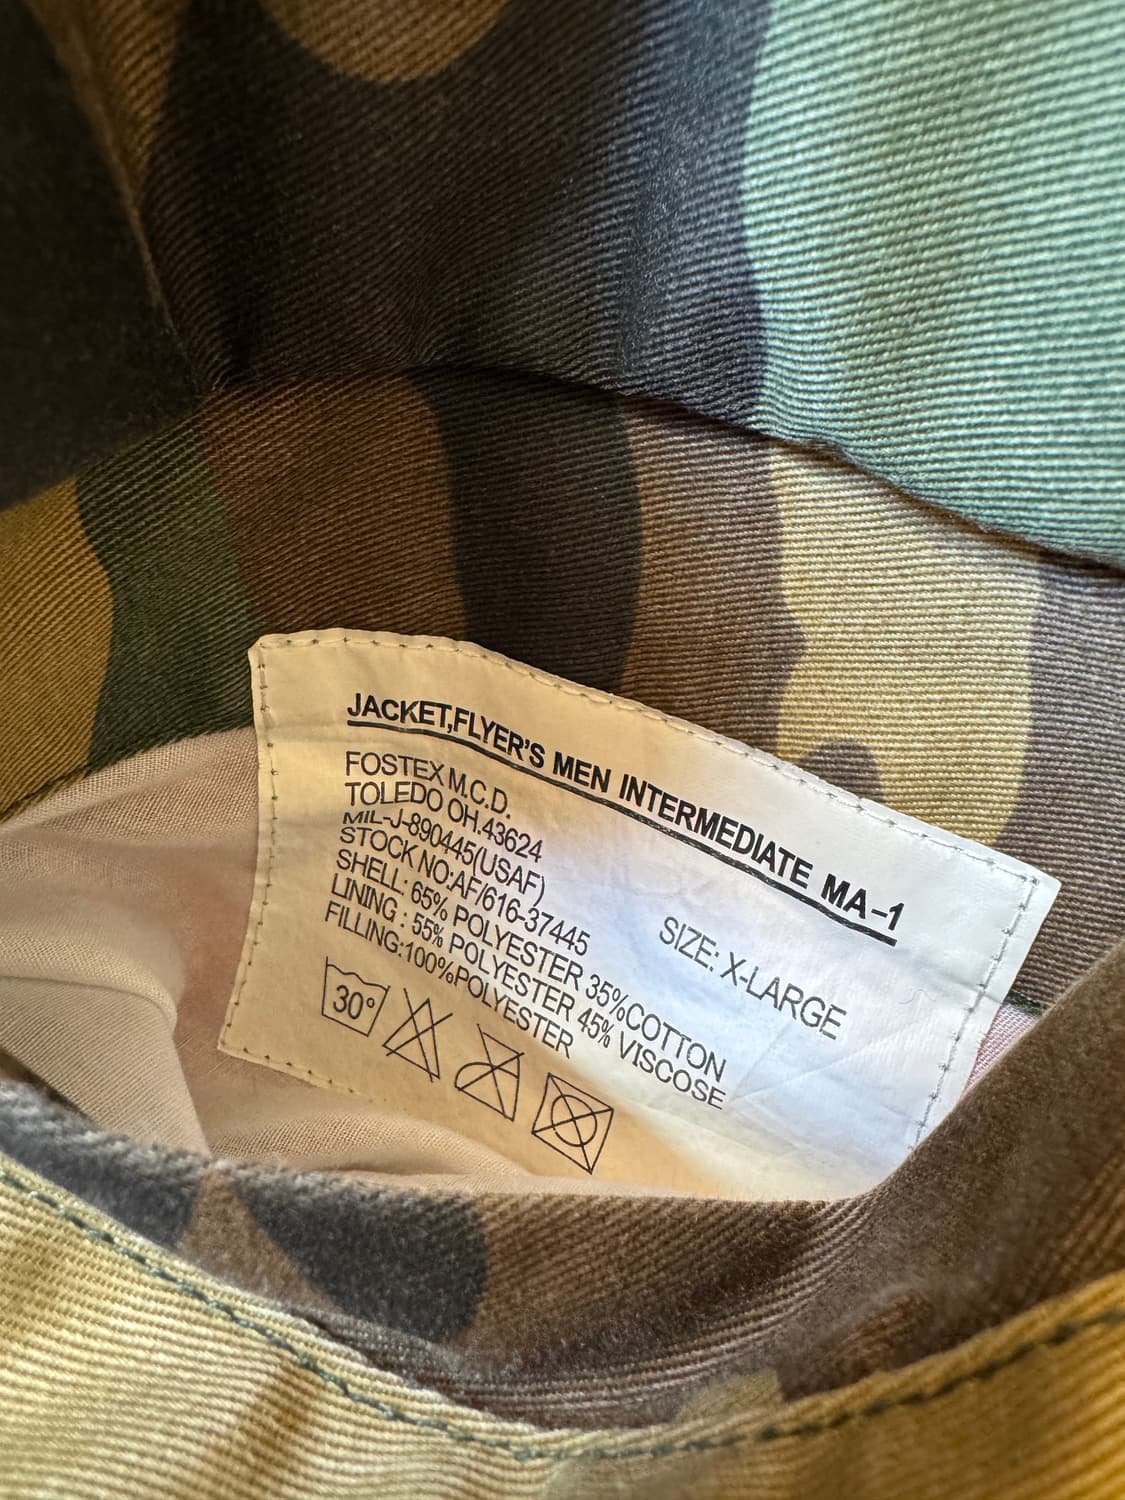 JACKET,FLYER'S MEN INTERMEDIATE MA-1
FOSTEX M.C.D.
TOLEDO OH.43624
MIL-J-890445(USAF)
STOCK NO:AF/616-37445
SIZE: X-LARGE
SHELL: 65% POLYESTER 35%COTTON
LINING : 55% POLYESTER 45% VISCOSE
FILLING:100%POLYESTER
30°